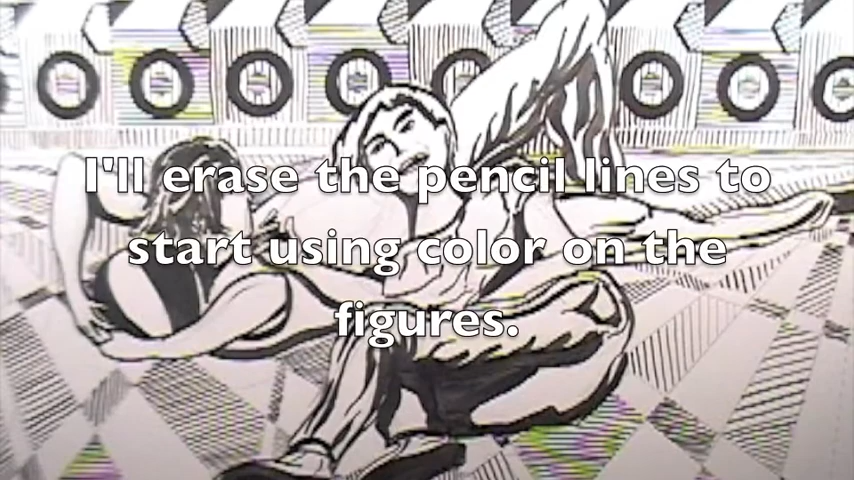 I'll erase the pencil lines to
start using color on the
figures.